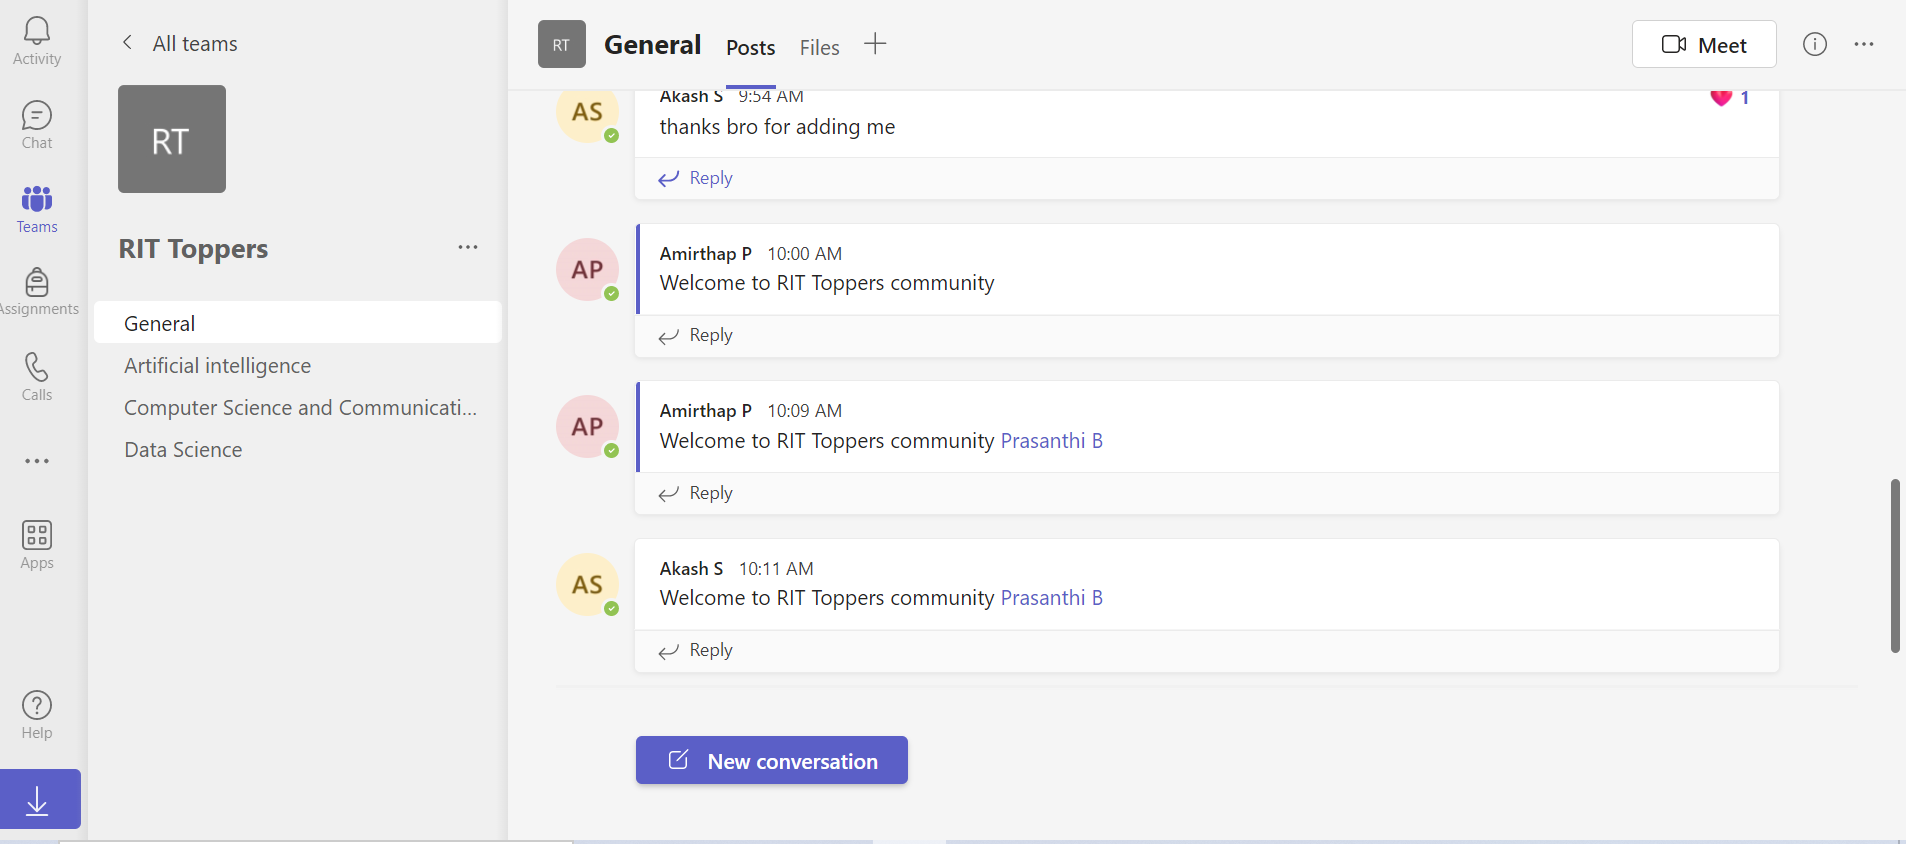 Activity
Chat
Teams
Assignments
Calls
Apps
Help
All teams
RT
RIT Toppers
General
Artificial intelligence
Computer Science and Communicati...
Data Science
RT
General
Posts
Files
Meet
AS
Akash S 9:54 AM
1
thanks bro for adding me
Reply
AP
Amirthap P 10:00 AM
Welcome to RIT Toppers community
Reply
AP
Amirthap P 10:09 AM
Welcome to RIT Toppers community Prasanthi B
Reply
AS
Akash S 10:11 AM
Welcome to RIT Toppers community Prasanthi B
Reply
New conversation